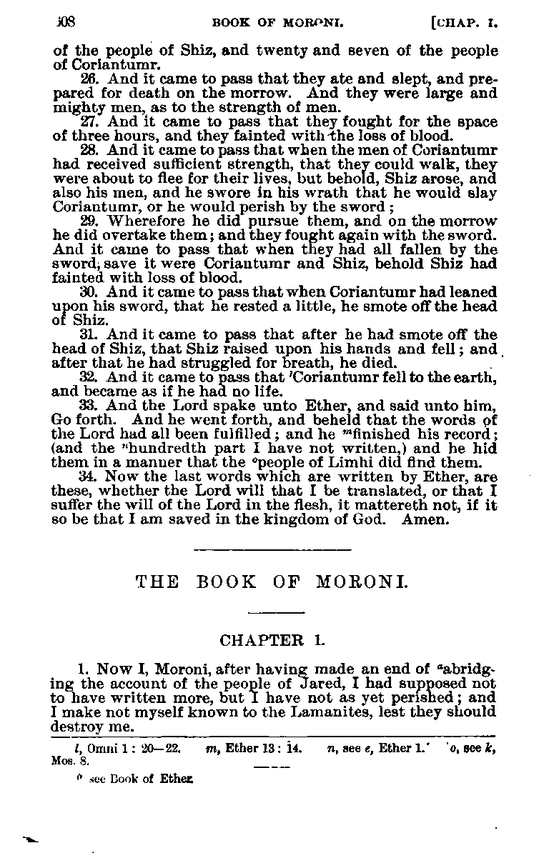 508 BOOK OF MORONI. [CHAP. I.
of the people of Shiz, and twenty and seven of the people
of Coriantumr.
26. And it came to pass that they ate and slept, and pre-
pared for death on the morrow. And they were large and
mighty men, as to the strength of men.
27. And it came to pass that they fought for the space
of three hours, and they fainted with the loss of blood.
28. And it came to pass that when the men of Coriantumr
had received sufficient strength, that they could walk, they
were about to flee for their lives, but behold, Shiz arose, and
also his men, and he swore in his wrath that he would slay
Coriantumr, or he would perish by the sword;
29. Wherefore he did pursue them, and on the morrow
he did overtake them; and they fought again with the sword.
And it came to pass that when they had all fallen by the
sword, save it were Coriantumr and Shiz, behold Shiz had
fainted with loss of blood.
30. And it came to pass that when Coriantumr had leaned
upon his sword, that he rested a little, he smote off the head
of Shiz.
31. And it came to pass that after he had smote off the
head of Shiz, that Shiz raised upon his hands and fell; and
after that he had struggled for breath, he died.
32. And it came to pass that lCoriantumr fell to the earth,
and became as if he had no life.
33. And the Lord spake unto Ether, and said unto him,
Go forth. And he went forth, and beheld that the words of
the Lord had all been fulfilled; and he mfinished his record;
(and the nhundredth part I have not written,) and he hid
them in a manner that the opeople of Limhi did find them.
34. Now the last words which are written by Ether, are
these, whether the Lord will that I be translated, or that I
suffer the will of the Lord in the flesh, it mattereth not, if it
so be that I am saved in the kingdom of God. Amen.
THE BOOK OF MORONI.
CHAPTER 1.
1. Now I, Moroni, after having made an end of aabridg-
ing the account of the people of Jared, I had supposed not
to have written more, but I have not as yet perished; and
I make not myself known to the Lamanites, lest they should
destroy me.
l, Omni 1: 20—22. m, Ether 13: 14. n, see e, Ether 1. o, see k,
Mos. 8.
a see Book of Ether